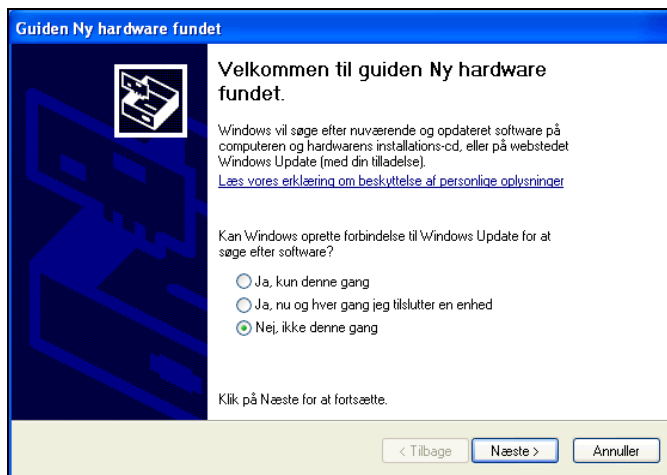 Guiden Ny hardware fundet
Velkommen til guiden Ny hardware
fundet.
Windows vil søge efter nuværende og opdateret software på
computeren og hardwarens installations-cd, eller på webstedet
Windows Update (med din tilladelse).
Læs vores erklæring om beskyttelse af personlige oplysninger
Kan Windows oprette forbindelse til Windows Update for at
søge efter software?
Ja, kun denne gang
Ja, nu og hver gang jeg tilslutter en enhed
Nej, ikke denne gang
Klik på Næste for at fortsætte.
< Tilbage Næste > Annuller